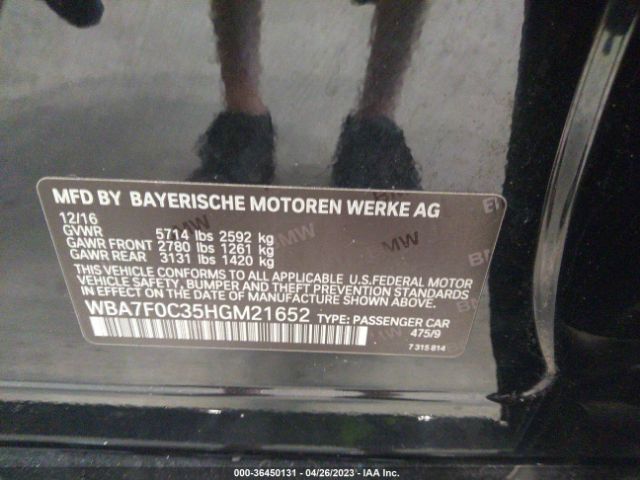 MFD BY BAYERISCHE MOTOREN WERKE AG
12/16
GVWR 5714 lbs 2592 kg
GAWR FRONT 2780 lbs 1261 kg
GAWR REAR 3131 lbs 1420 kg
THIS VEHICLE CONFORMS TO ALL APPLICABLE U.S.FEDERAL MOTOR
VEHICLE SAFETY, BUMPER AND THEFT PREVENTION STANDARDS IN
EFFECT ON THE DATE OF MANUFACTURE SHOWN ABOVE.
WBA7F0C35HGM21652 TYPE: PASSENGER CAR
475/9
7 315 814
000-36450131 - 04/26/2023 - IAA Inc.